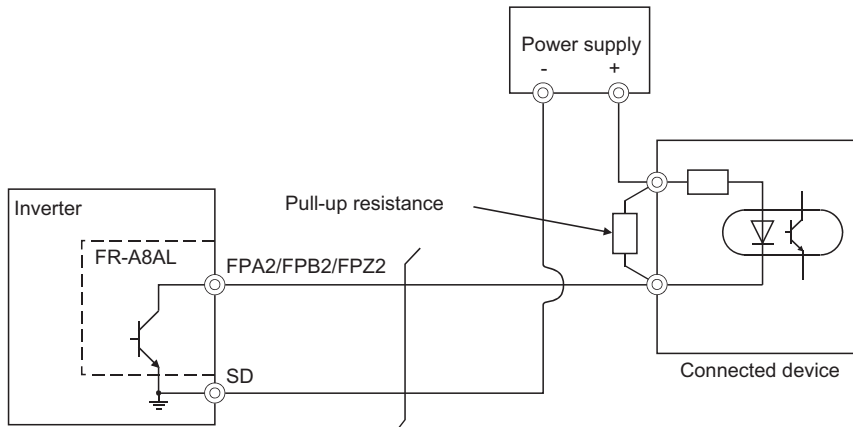 Power supply
- +
Inverter
Pull-up resistance
FR-A8AL
FPA2/FPB2/FPZ2
SD
Connected device